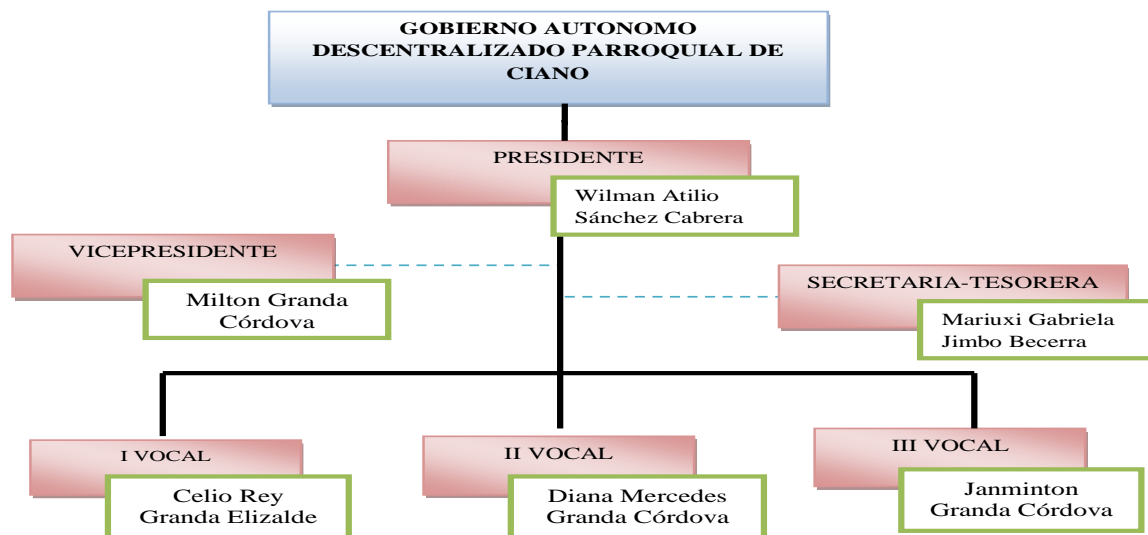 GOBIERNO AUTONOMO
DESCENTRALIZADO PARROQUIAL DE
CIANO
PRESIDENTE
Wilman Atilio
Sánchez Cabrera
VICEPRESIDENTE
Milton Granda
Córdova
SECRETARIA-TESORERA
Mariuxi Gabriela
Jimbo Becerra
I VOCAL
Celio Rey
Granda Elizalde
II VOCAL
Diana Mercedes
Granda Córdova
III VOCAL
Janminton
Granda Córdova